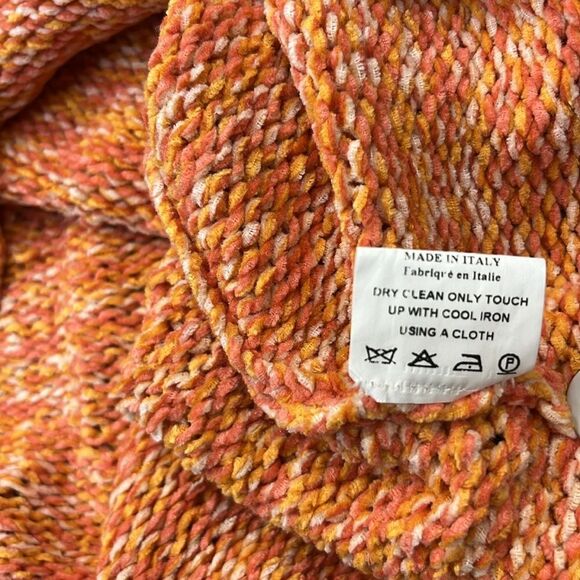 MADE IN ITALY
Fabriqué en Italie
DRY CLEAN ONLY TOUCH
UP WITH COOL IRON
USING A CLOTH
P